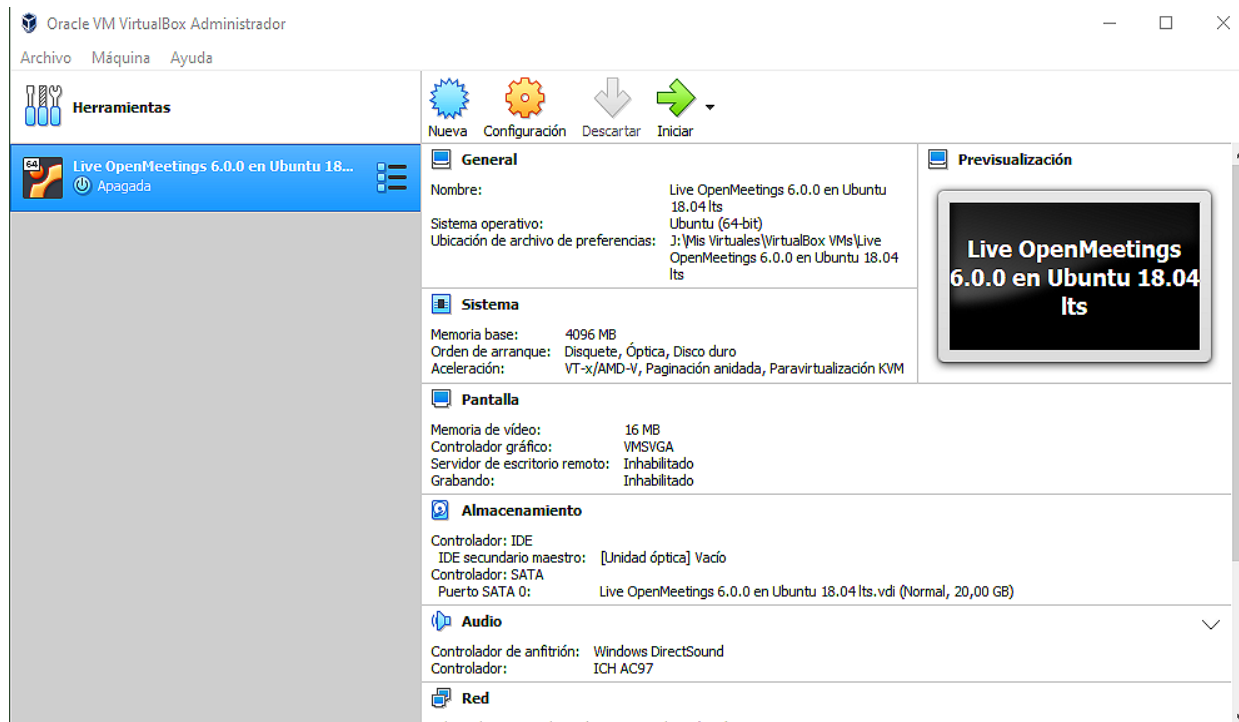 Oracle VM VirtualBox Administrador
Archivo Máquina Ayuda
Herramientas
Nueva Configuración Descartar Iniciar
64
Live OpenMeetings 6.0.0 en Ubuntu 18...
Apagada
General
Nombre: Live OpenMeetings 6.0.0 en Ubuntu
18.04 lts
Sistema operativo: Ubuntu (64-bit)
Ubicación de archivo de preferencias: J:\Mis Virtuales\VirtualBox VMs\Live
OpenMeetings 6.0.0 en Ubuntu 18.04
lts
Previsualización
Live OpenMeetings
6.0.0 en Ubuntu 18.04
lts
Sistema
Memoria base: 4096 MB
Orden de arranque: Disquete, Óptica, Disco duro
Aceleración: VT-x/AMD-V, Paginación anidada, Paravirtualización KVM
Pantalla
Memoria de vídeo: 16 MB
Controlador gráfico: VMSVGA
Servidor de escritorio remoto: Inhabilitado
Grabando: Inhabilitado
Almacenamiento
Controlador: IDE
IDE secundario maestro: [Unidad óptica] Vacío
Controlador: SATA
Puerto SATA 0: Live OpenMeetings 6.0.0 en Ubuntu 18.04 lts.vdi (Normal, 20,00 GB)
Audio
Controlador de anfitrión: Windows DirectSound
Controlador: ICH AC97
Red